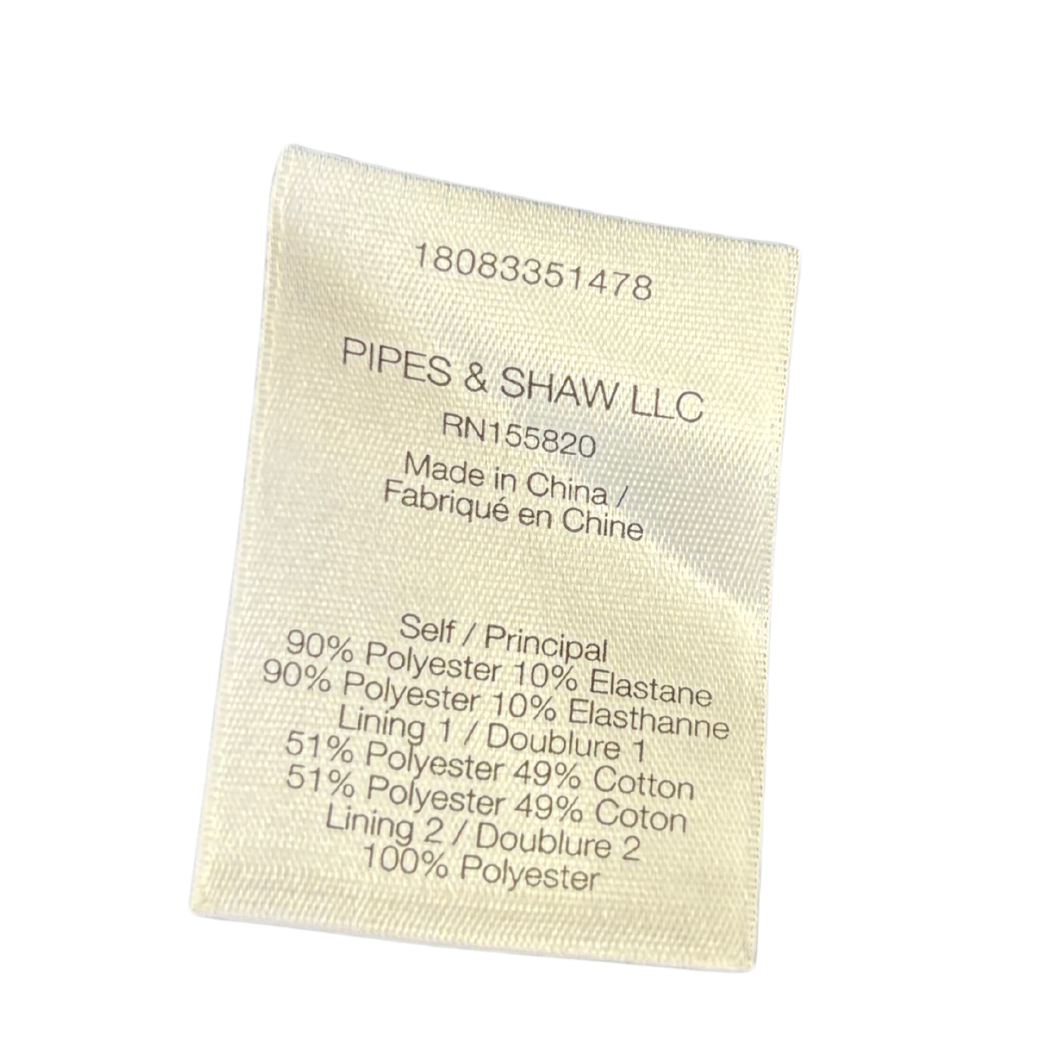 18083351478
PIPES & SHAW LLC
RN155820
Made in China /
Fabriqué en Chine
Self / Principal
90% Polyester 10% Elastane
90% Polyester 10% Elasthanne
Lining 1 / Doublure 1
51% Polyester 49% Cotton
51% Polyester 49% Coton
Lining 2 / Doublure 2
100% Polyester